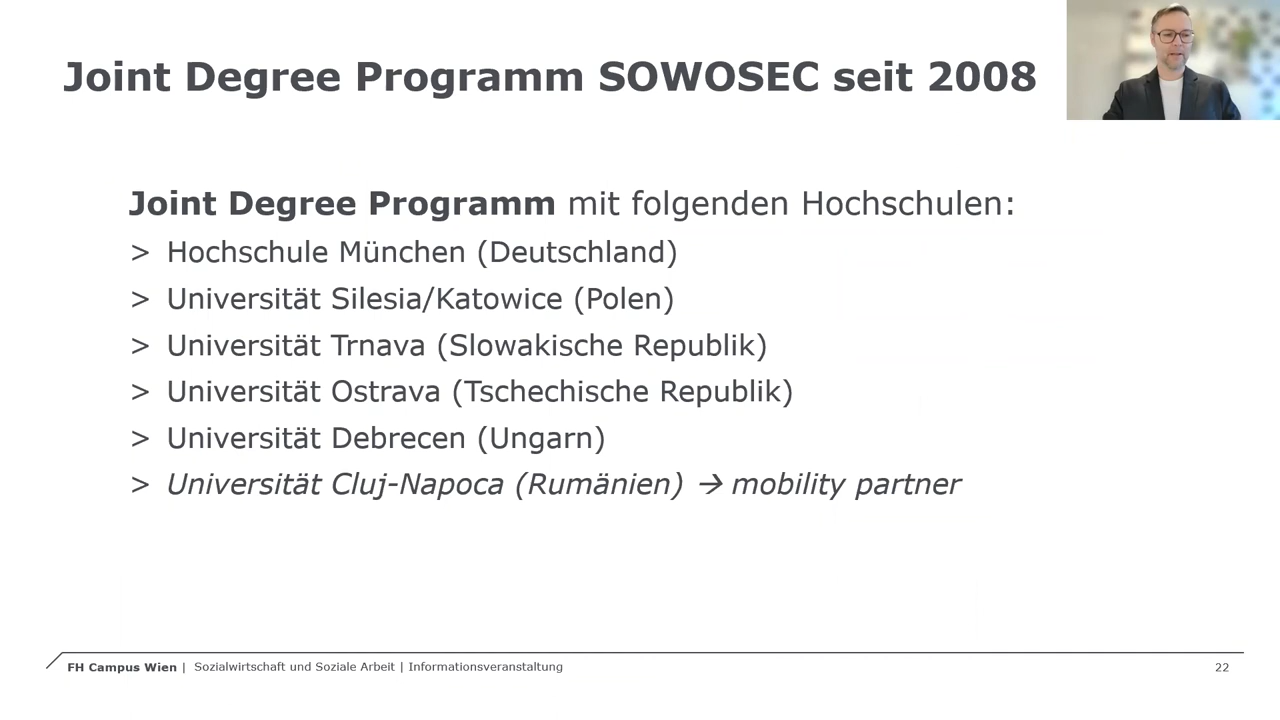 Joint Degree Programm SOWOSEC seit 2008
Joint Degree Programm mit folgenden Hochschulen:
> Hochschule München (Deutschland)
> Universität Silesia/Katowice (Polen)
> Universität Trnava (Slowakische Republik)
> Universität Ostrava (Tschechische Republik)
> Universität Debrecen (Ungarn)
> Universität Cluj-Napoca (Rumänien) → mobility partner
FH Campus Wien | Sozialwirtschaft und Soziale Arbeit | Informationsveranstaltung 22